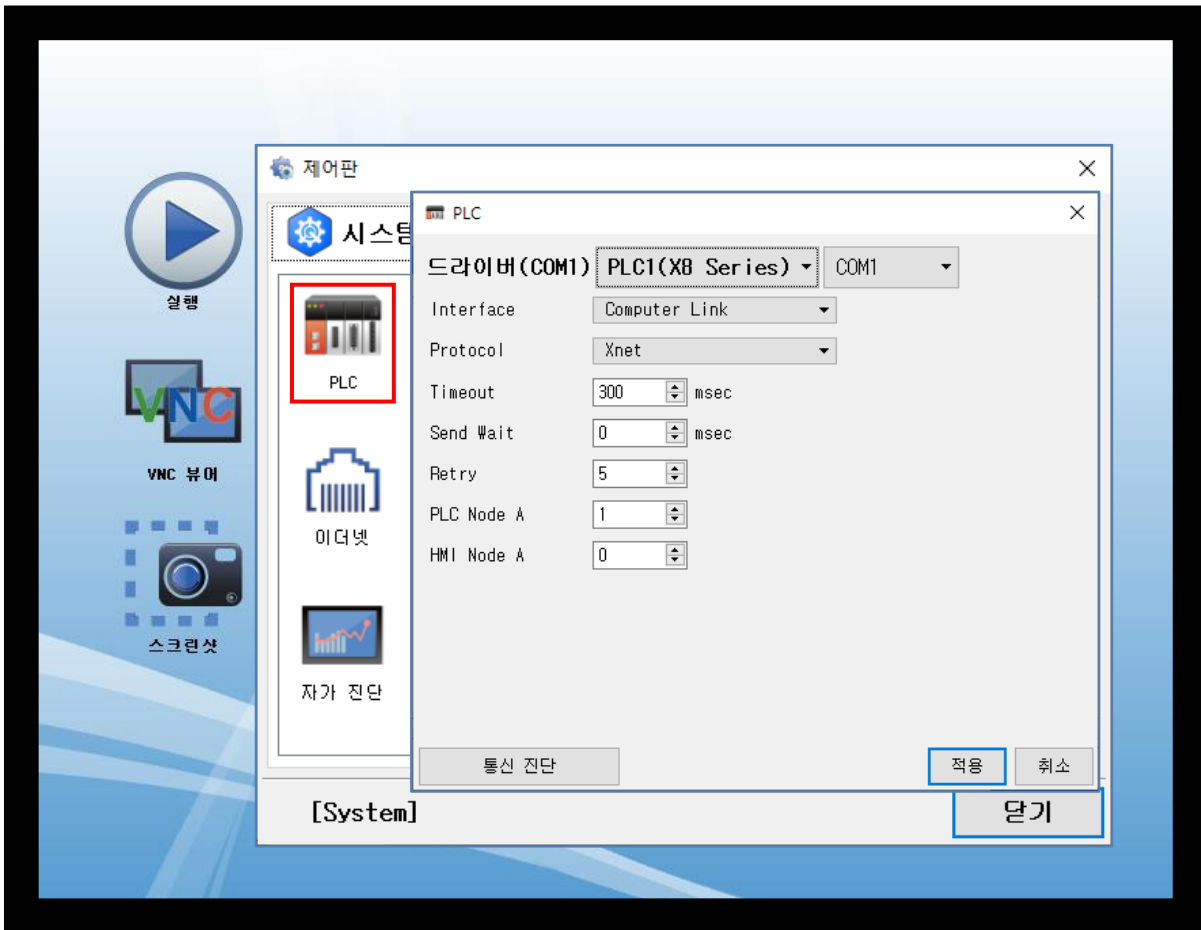 제어판
시스템
PLC
드라이버(COM1) PLC1(X8 Series) COM1
Interface Computer Link
Protocol Xnet
Timeout 300 msec
Send Wait 0 msec
Retry 5
PLC Node A 1
HMI Node A 0
통신 진단 적용 취소
실행
VNC
VNC 뷰어
스크린샷
PLC
이더넷
자가 진단
[System] 닫기